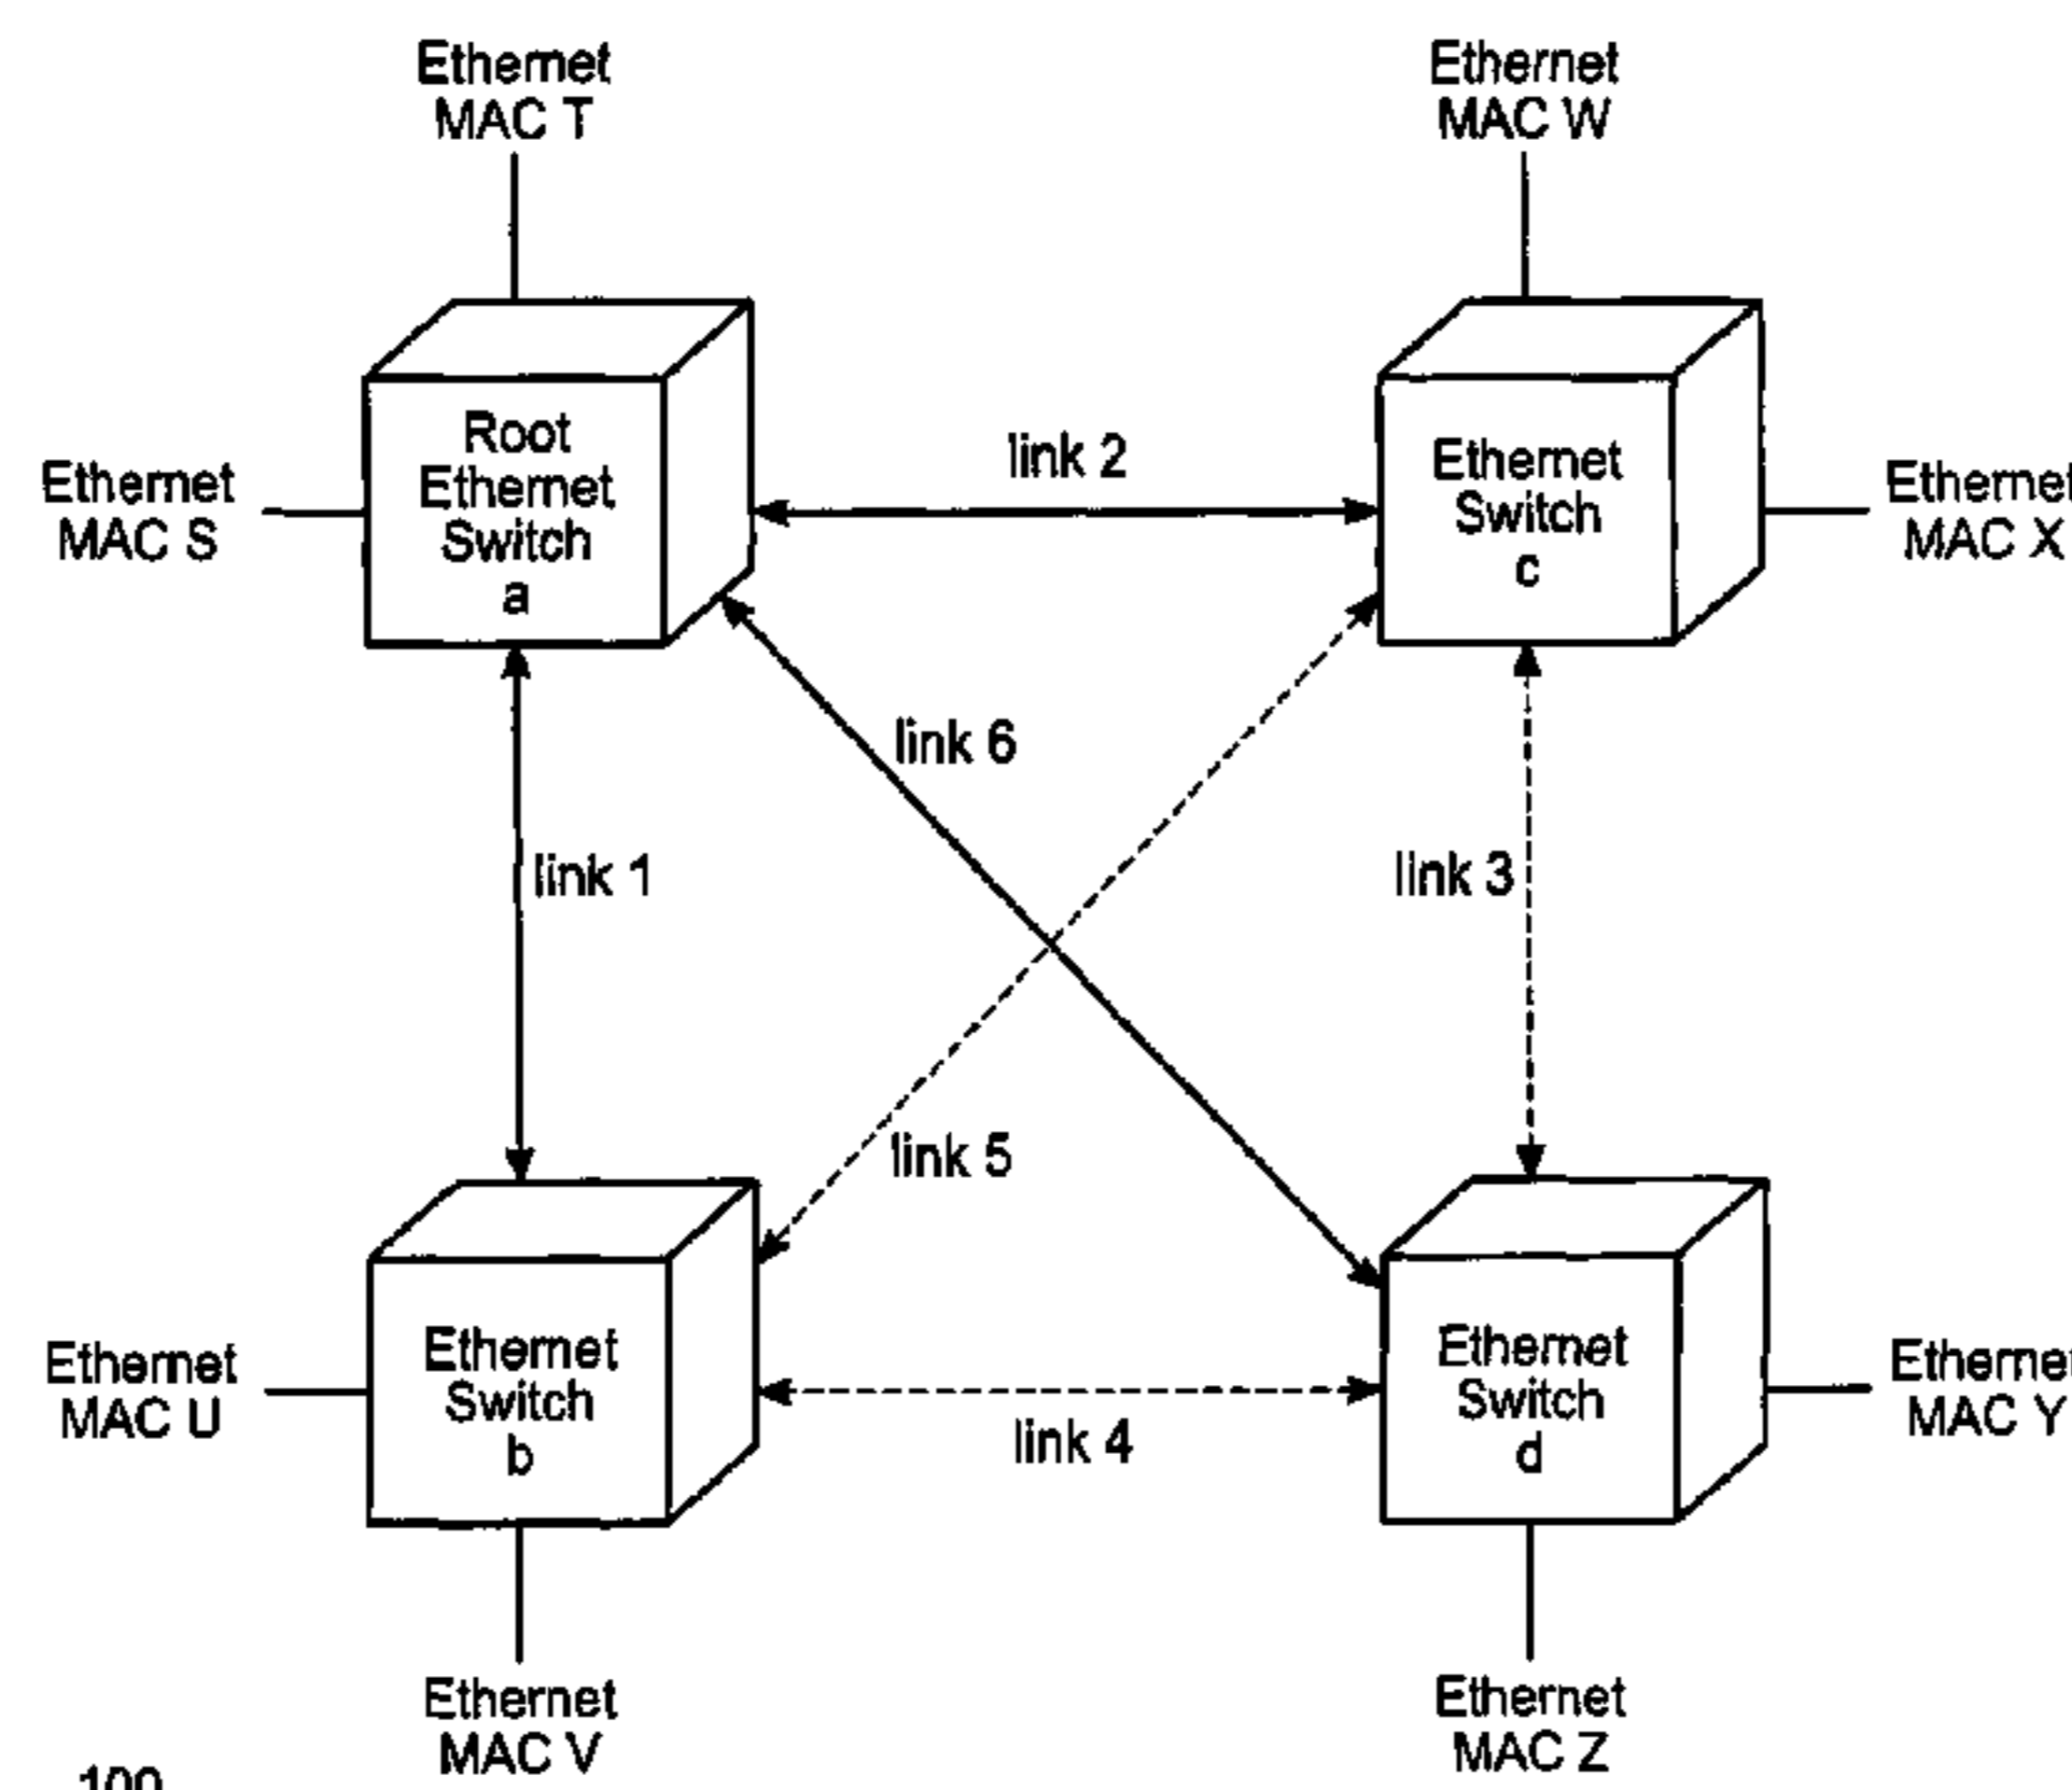 Ethernet
MAC T
Ethernet
MAC W
Root
Ethernet
Switch
a
Ethernet
MAC S
link 2
Ethernet
Switch
c
Ethernet
MAC X
link 6
link 1
link 3
link 5
Ethernet
Switch
b
Ethernet
MAC U
link 4
Ethernet
Switch
d
Ethernet
MAC Y
Ethernet
MAC V
Ethernet
MAC Z
100